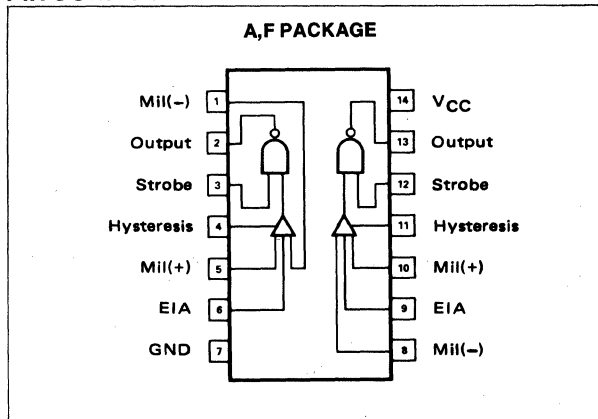 A,F PACKAGE
Mil(-) 1
Output 2
Strobe 3
Hysteresis 4
Mil(+) 5
EIA 6
GND 7
14 VCC
13 Output
12 Strobe
11 Hysteresis
10 Mil(+)
9 EIA
8 Mil(-)